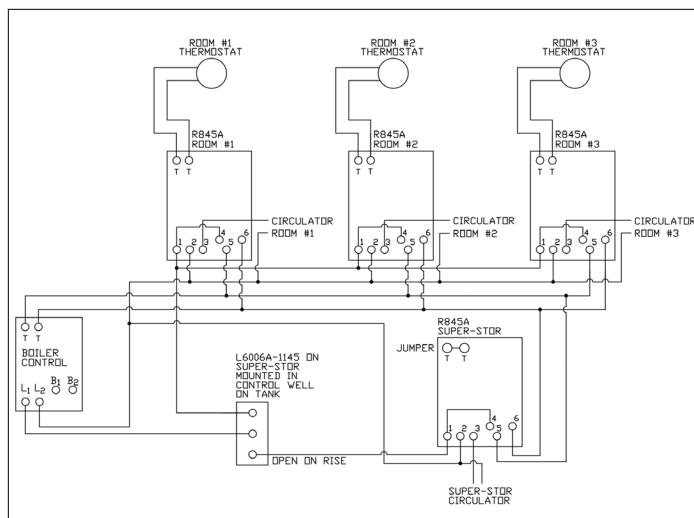 ROOM #1
THERMOSTAT
ROOM #2
THERMOSTAT
ROOM #3
THERMOSTAT
R845A
ROOM #1
R845A
ROOM #2
R845A
ROOM #3
T T
T T
T T
1 2 3 4 5 6
CIRCULATOR
ROOM #1
1 2 3 4 5 6
CIRCULATOR
ROOM #2
1 2 3 4 5 6
CIRCULATOR
ROOM #3
T T
BOILER
CONTROL
L1 L2 B1 B2
L6006A-1145 ON
SUPER-STOR
MOUNTED IN
CONTROL WELL
ON TANK
OPEN ON RISE
R845A
SUPER-STOR
JUMPER
T T
1 2 3 4 5 6
SUPER-STOR
CIRCULATOR